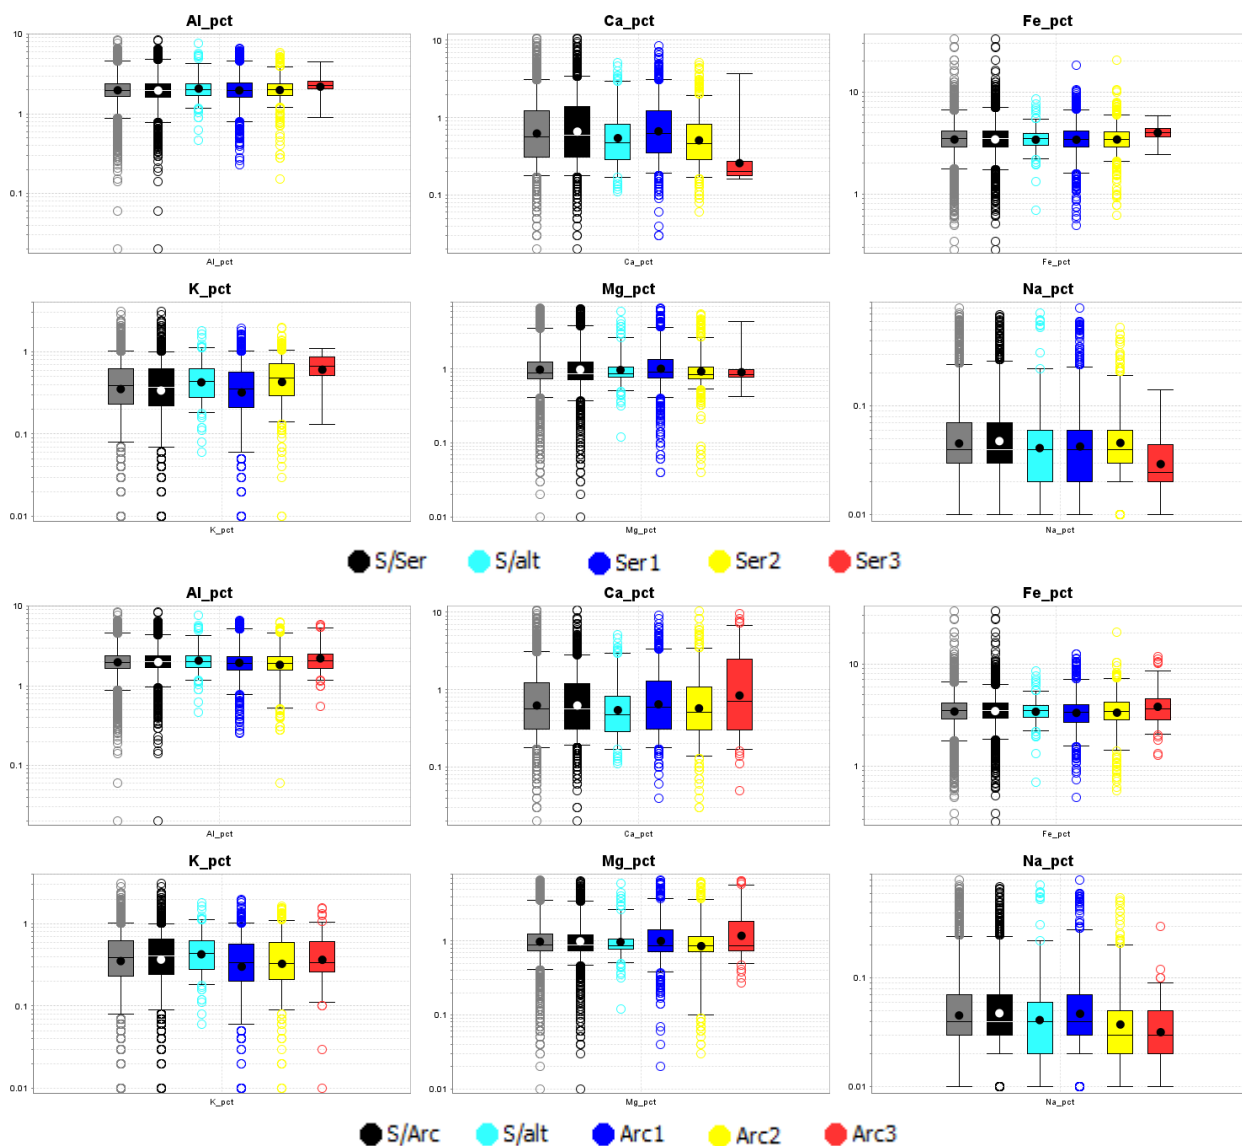 Al_pct
Ca_pct
Fe_pct
10
1
0.1
Al_pct
10
1
0.1
Ca_pct
10
1
Fe_pct
K_pct
Mg_pct
Na_pct
1
0.1
0.01
K_pct
1
0.1
0.01
Mg_pct
0.1
0.01
Na_pct
S/Ser S/alt Ser1 Ser2 Ser3
Al_pct
Ca_pct
Fe_pct
10
1
0.1
Al_pct
10
1
0.1
Ca_pct
10
1
Fe_pct
K_pct
Mg_pct
Na_pct
1
0.1
0.01
K_pct
1
0.1
0.01
Mg_pct
0.1
0.01
Na_pct
S/Arc S/alt Arc1 Arc2 Arc3